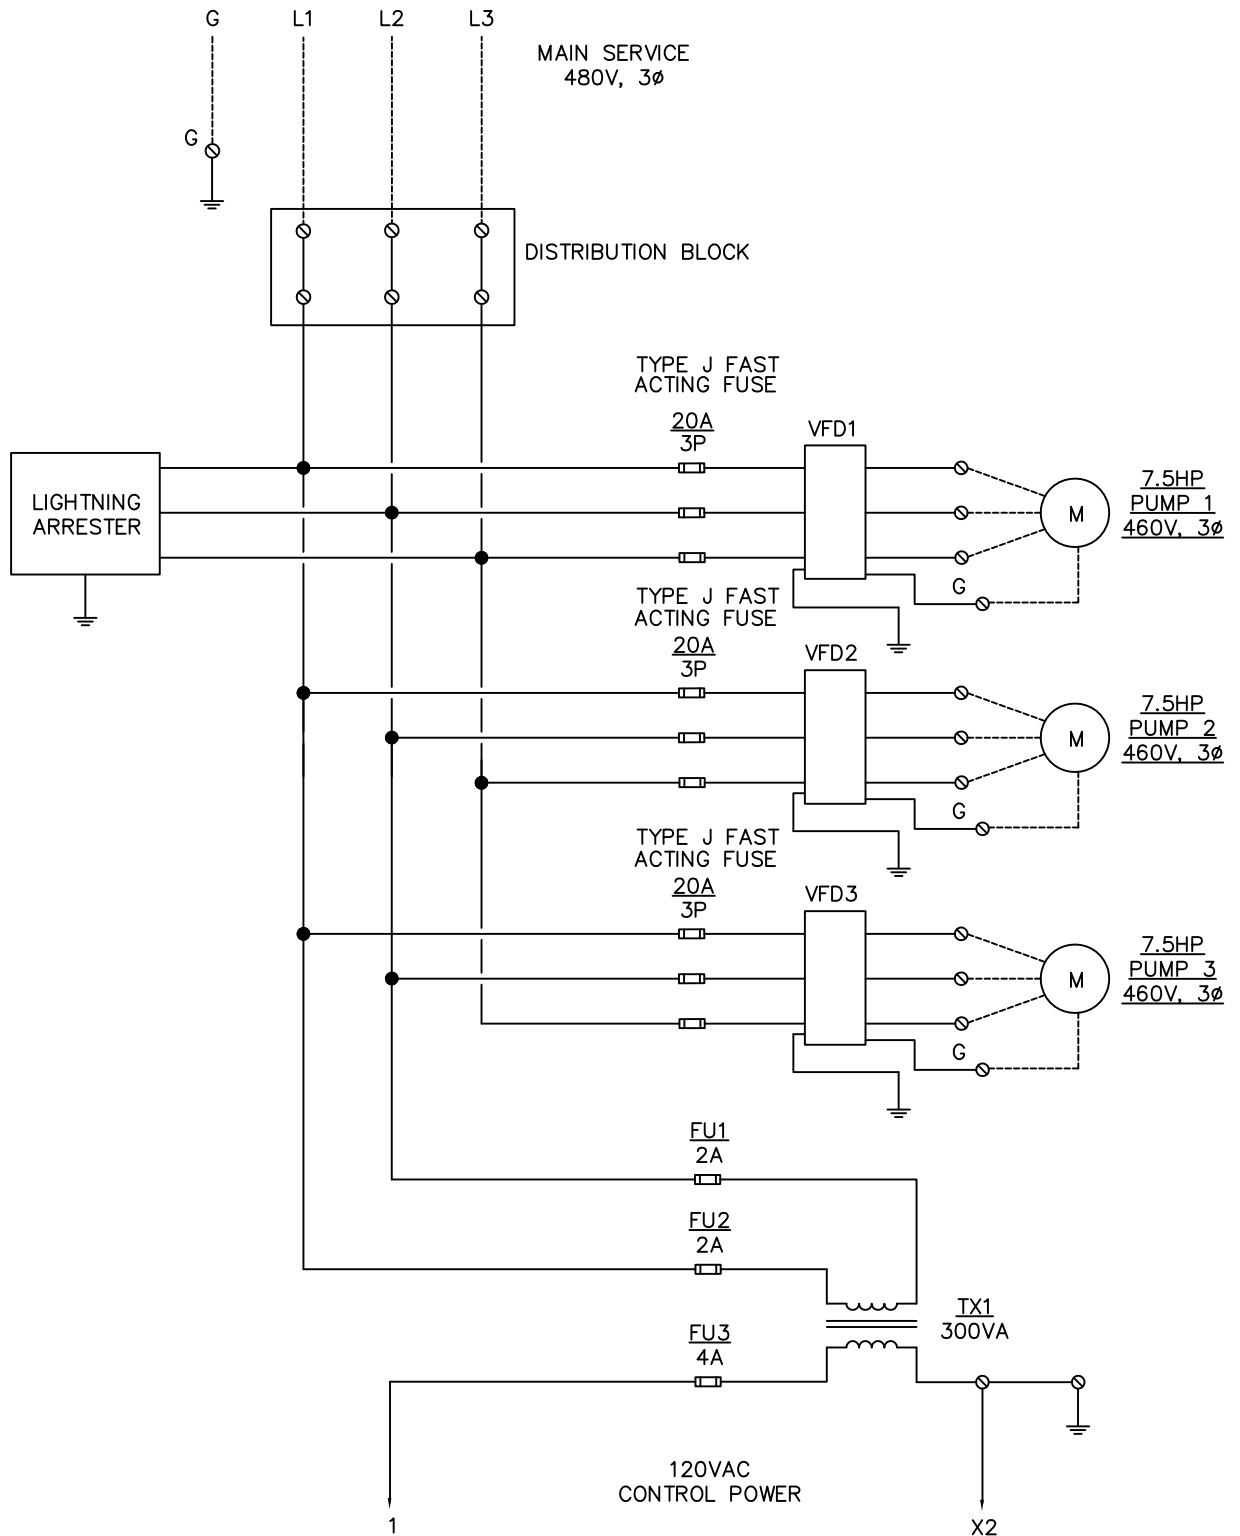 G L1 L2 L3
MAIN SERVICE
480V, 3ø
G
DISTRIBUTION BLOCK
LIGHTNING
ARRESTER
TYPE J FAST
ACTING FUSE
20A
3P
VFD1
M
7.5HP
PUMP 1
460V, 3ø
G
TYPE J FAST
ACTING FUSE
20A
3P
VFD2
M
7.5HP
PUMP 2
460V, 3ø
G
TYPE J FAST
ACTING FUSE
20A
3P
VFD3
M
7.5HP
PUMP 3
460V, 3ø
G
FU1
2A
FU2
2A
TX1
300VA
FU3
4A
120VAC
CONTROL POWER
1
X2